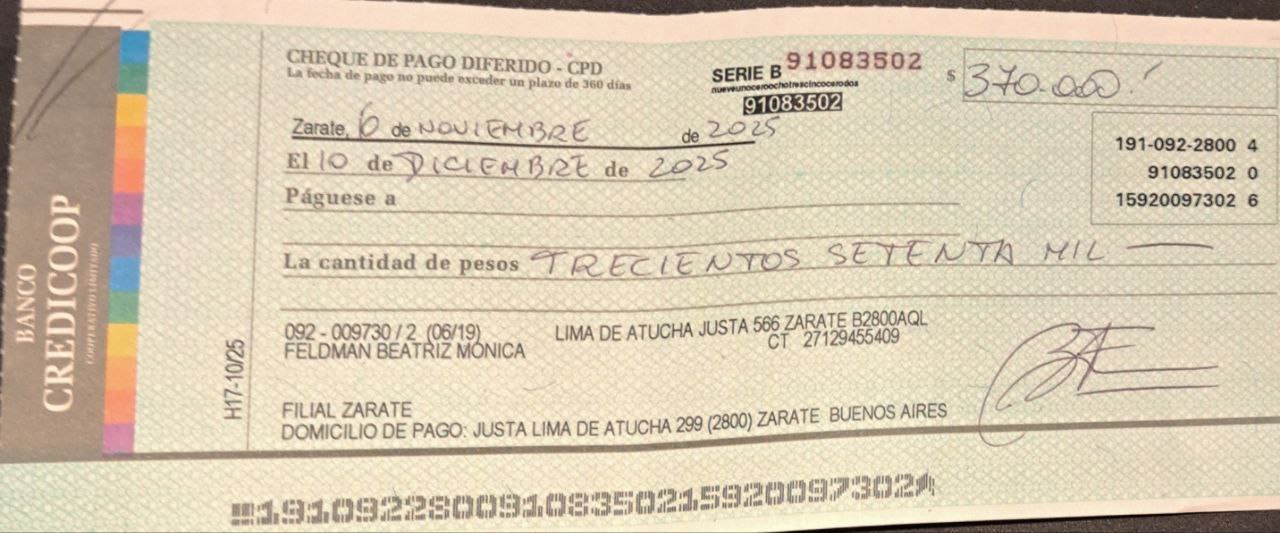 BANCO
CREDICOOP
COOPERATIVO LIMITADO
CHEQUE DE PAGO DIFERIDO - CPD
La fecha de pago no puede exceder un plazo de 360 días
SERIE B 91083502
nueveunoceroochotrescincocerodos
91083502
$ 370.000.
Zarate, 6 de NOVIEMBRE de 2025
El 10 de DICIEMBRE de 2025
Páguese a
191-092-2800 4
91083502 0
15920097302 6
La cantidad de pesos TRECIENTOS SETENTA MIL
092 - 009730 / 2 (06/19)
FELDMAN BEATRIZ MONICA
LIMA DE ATUCHA JUSTA 566 ZARATE B2800AQL
CT 27129455409
H17-10/25
FILIAL ZARATE
DOMICILIO DE PAGO: JUSTA LIMA DE ATUCHA 299 (2800) ZARATE BUENOS AIRES
19109228009108350215920097302